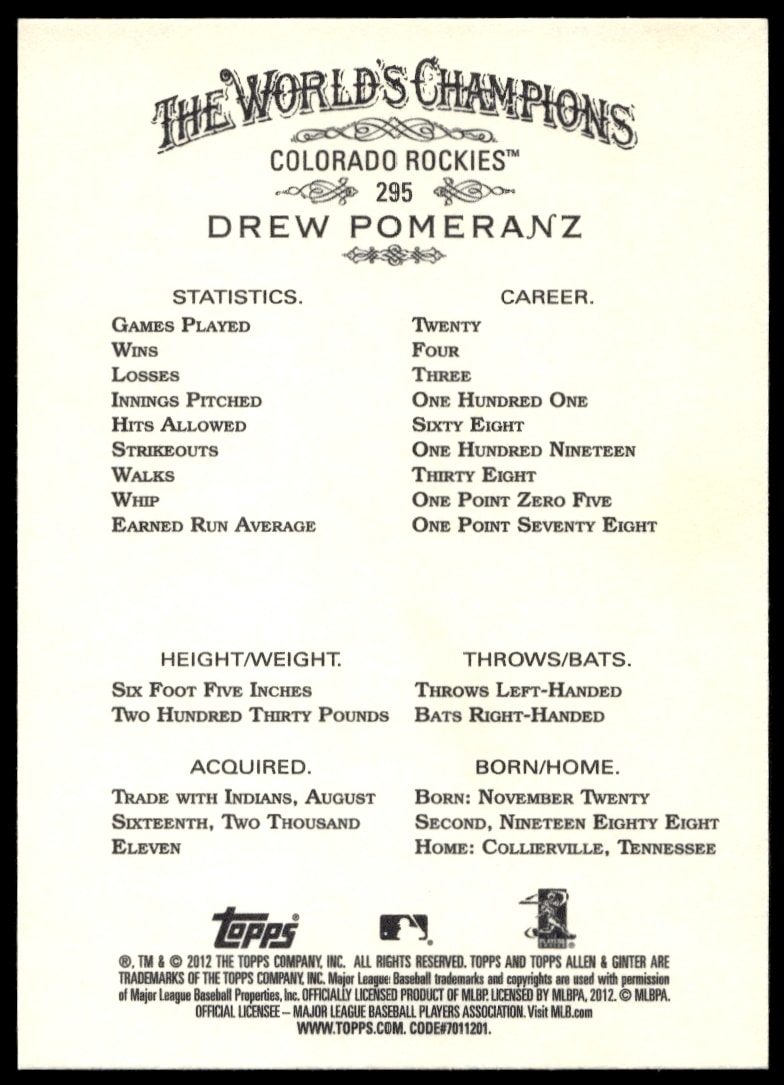 THE WORLD'S CHAMPIONS
COLORADO ROCKIES™
295
DREW POMERANZ
STATISTICS. CAREER.
GAMES PLAYED TWENTY
WINS FOUR
LOSSES THREE
INNINGS PITCHED ONE HUNDRED ONE
HITS ALLOWED SIXTY EIGHT
STRIKEOUTS ONE HUNDRED NINETEEN
WALKS THIRTY EIGHT
WHIP ONE POINT ZERO FIVE
EARNED RUN AVERAGE ONE POINT SEVENTY EIGHT
HEIGHT/WEIGHT.
SIX FOOT FIVE INCHES
TWO HUNDRED THIRTY POUNDS
THROWS/BATS.
THROWS LEFT-HANDED
BATS RIGHT-HANDED
ACQUIRED.
TRADE WITH INDIANS, AUGUST
SIXTEENTH, TWO THOUSAND
ELEVEN
BORN/HOME.
BORN: NOVEMBER TWENTY
SECOND, NINETEEN EIGHTY EIGHT
HOME: COLLIERVILLE, TENNESSEE
topps®
®, TM & © 2012 THE TOPPS COMPANY, INC. ALL RIGHTS RESERVED. TOPPS AND TOPPS ALLEN & GINTER ARE
TRADEMARKS OF THE TOPPS COMPANY, INC. Major League Baseball trademarks and copyrights are used with permission
of Major League Baseball Properties, Inc. OFFICIALLY LICENSED PRODUCT OF MLBP. LICENSED BY MLBPA, 2012. © MLBPA.
OFFICIAL LICENSEE – MAJOR LEAGUE BASEBALL PLAYERS ASSOCIATION. Visit MLB.com
WWW.TOPPS.COM. CODE#7011201.